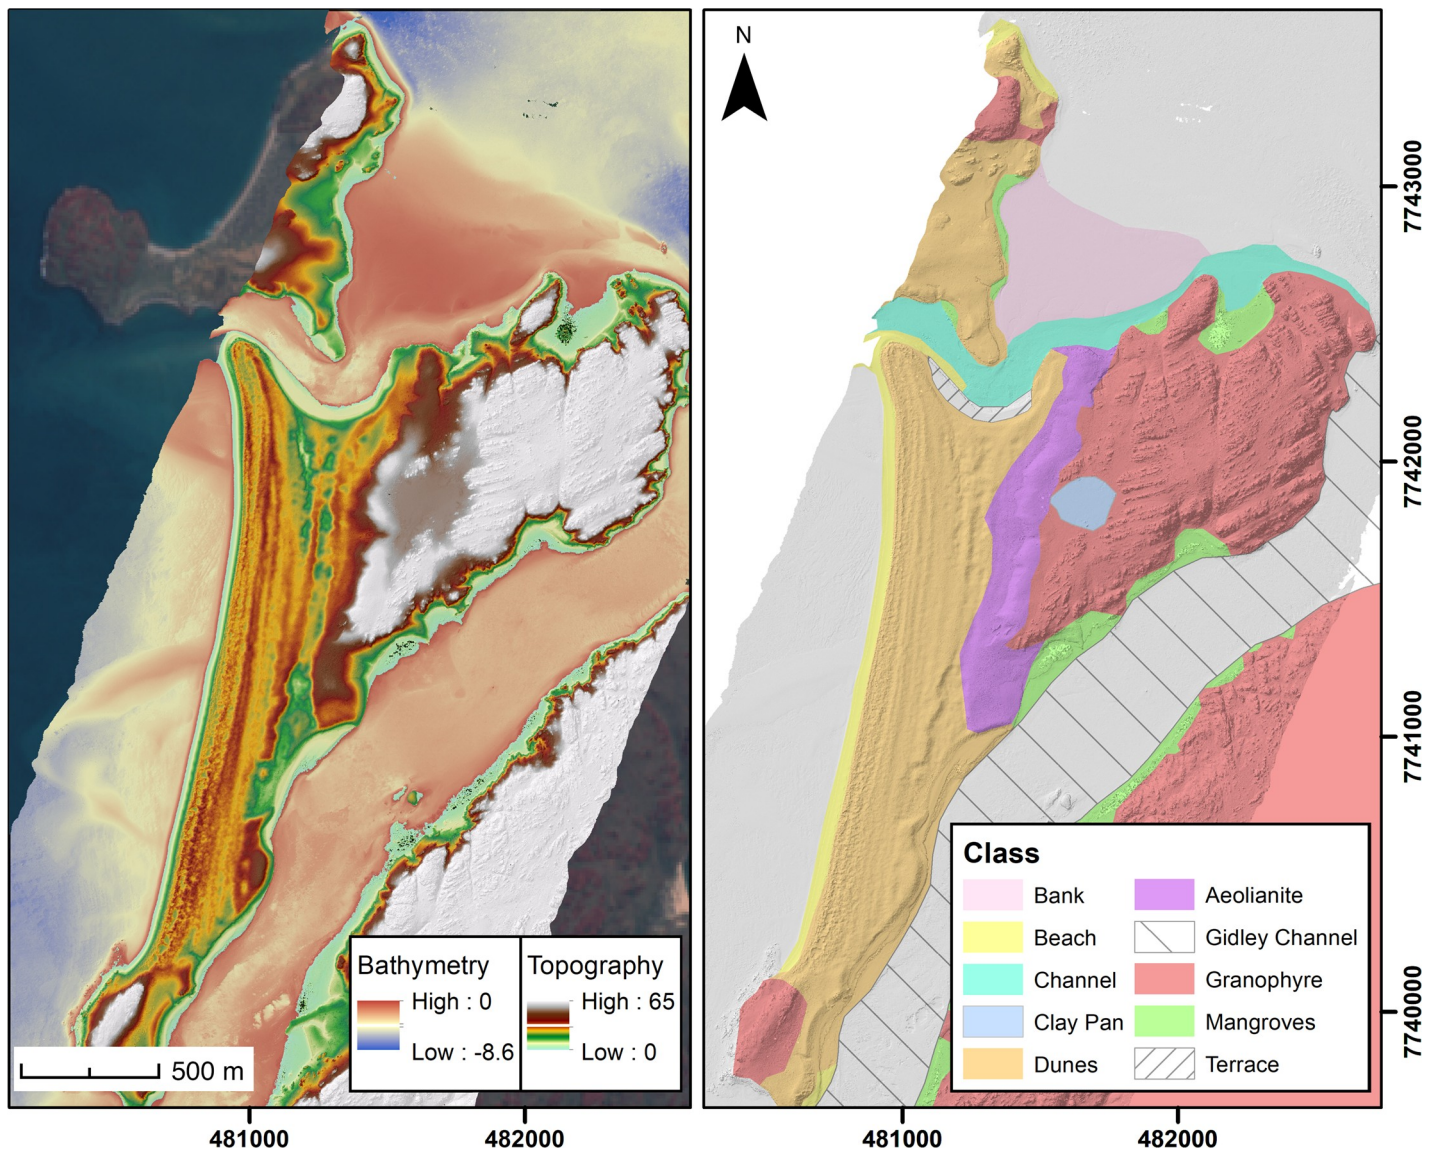 N
7743000
7742000
7741000
7740000
Bathymetry
High : 0
Low : -8.6
Topography
High : 65
Low : 0
500 m
Class
Bank
Beach
Channel
Clay Pan
Dunes
Aeolianite
Gidley Channel
Granophyre
Mangroves
Terrace
481000
482000
481000
482000